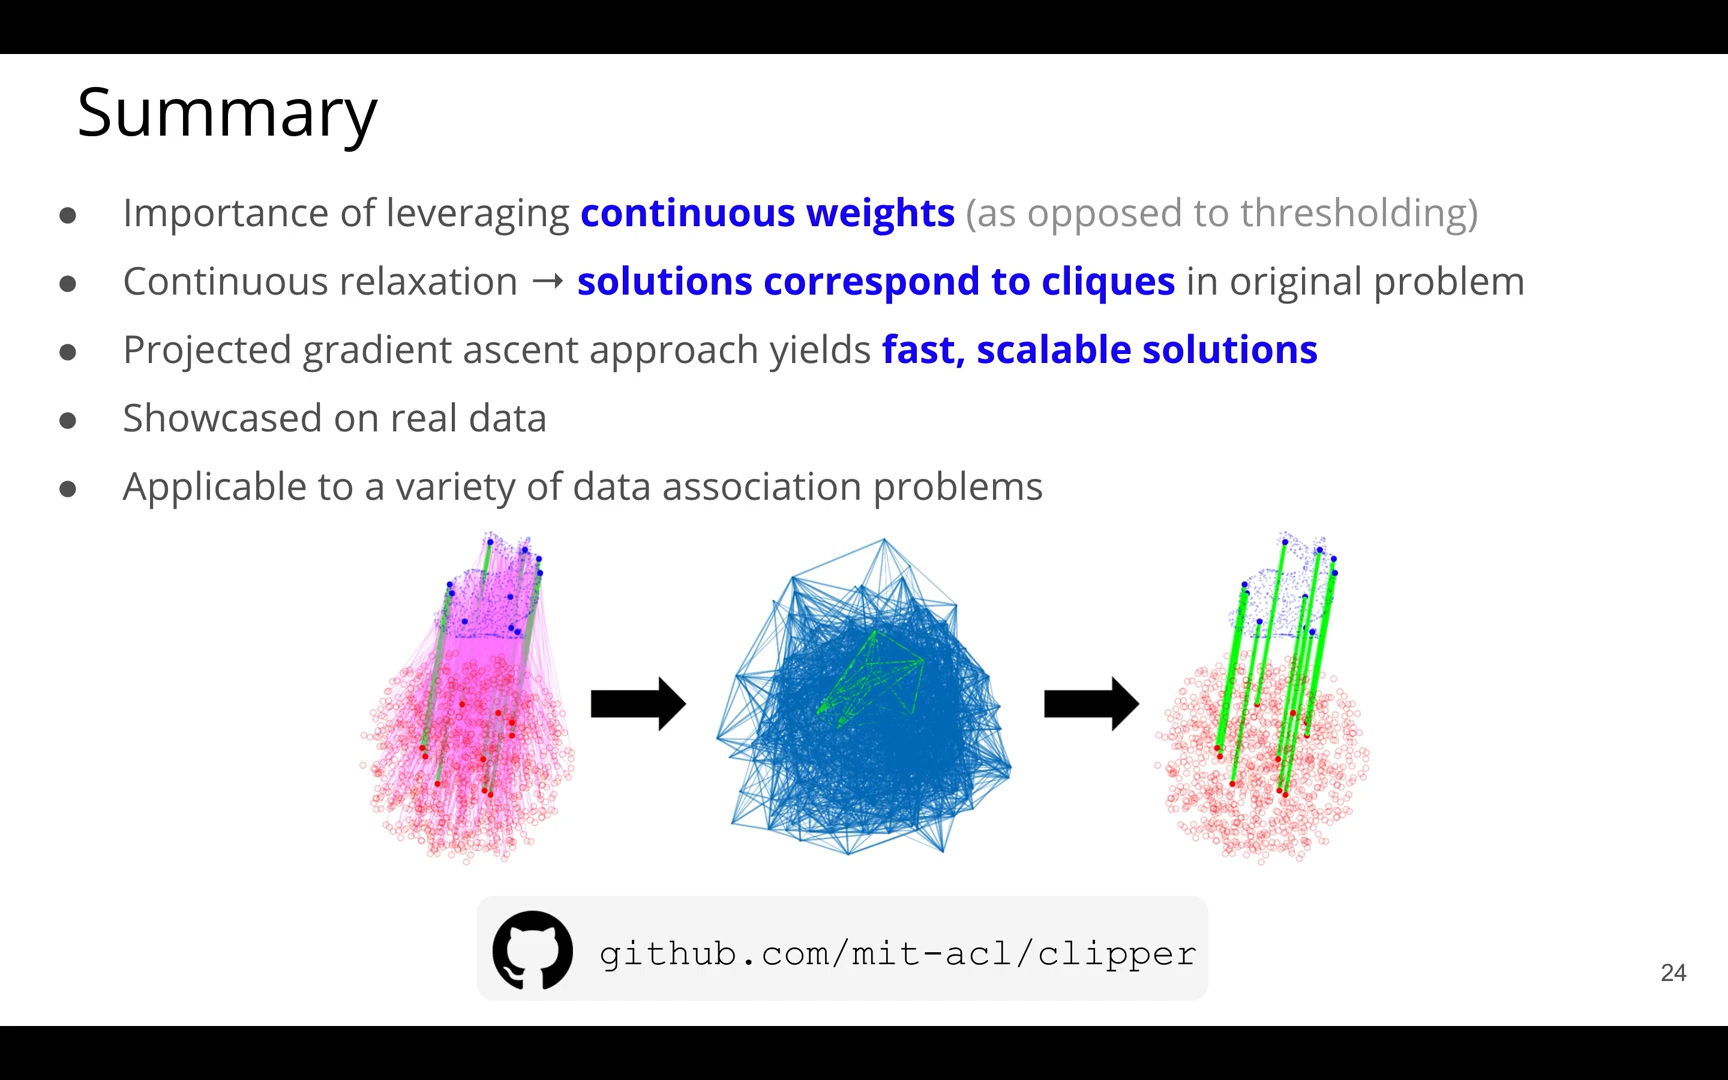 Summary
● Importance of leveraging continuous weights (as opposed to thresholding)
● Continuous relaxation → solutions correspond to cliques in original problem
● Projected gradient ascent approach yields fast, scalable solutions
● Showcased on real data
● Applicable to a variety of data association problems
github.com/mit-acl/clipper
24